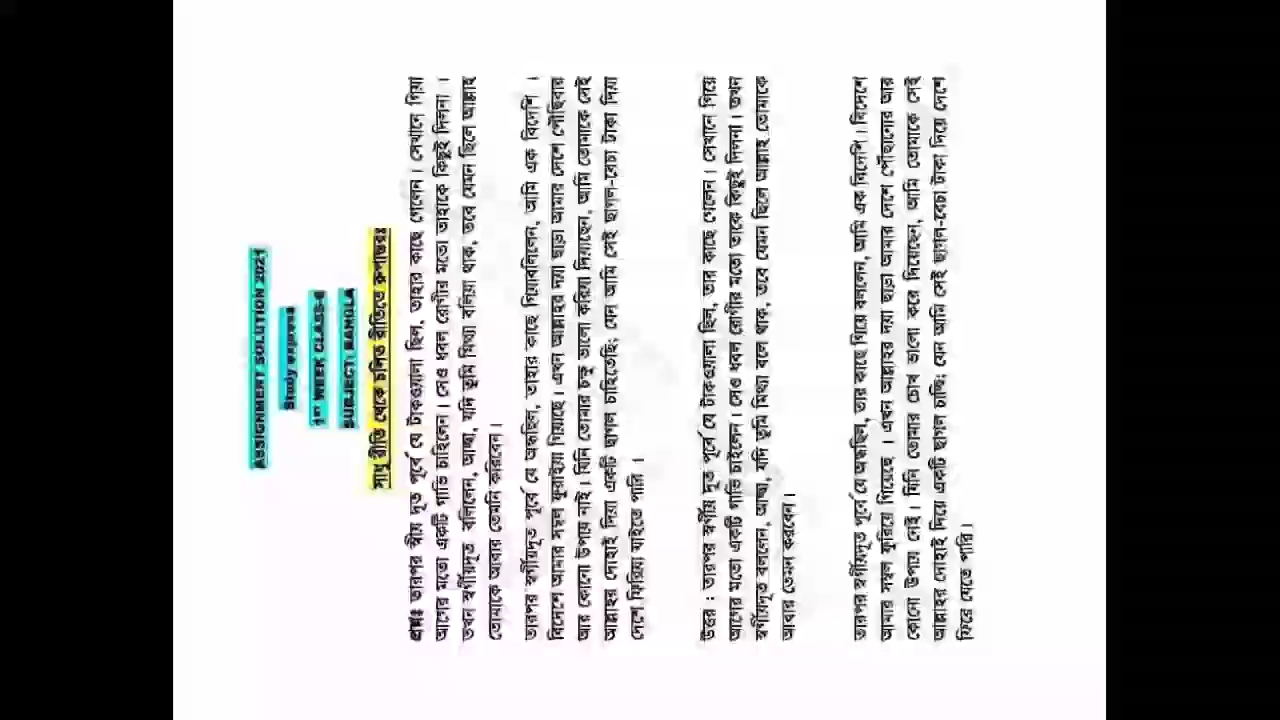 ASSIGNMENT SOLUTION 2021
Study express
1st WEEK CLASS-8
SUBJECT: BANGLA
সাধু রীতি থেকে চলিত রীতিতে রূপান্তরঃ
প্রশ্নঃ তারপর স্বীয় দূত পূর্বে যে টাকওয়ালা ছিল, তাহার কাছে গেলেন। সেখানে গিয়া
আগের মতো একটি গাভি চাহিলেন। সেও ধবল রোগীর মতো তাহাকে কিছুই দিলনা ।
তখন স্বর্গীয়দূত বলিলেন, আচ্ছা, যদি তুমি মিথ্যা বলিয়া থাক, তবে যেমন ছিলে আল্লাহ
তোমাকে আবার তেমনি করিবেন।
তারপর স্বর্গীয়দূত পূর্বে যে অন্ধছিল, তাহার কাছে গিয়াবলিলেন, আমি এক বিদেশি ।
বিদেশে আমার সম্বল ফুরাইয়া গিয়াছে। এখন আল্লাহর দয়া ছাড়া আমার দেশে পৌঁছিবার
আর কোনো উপায় নাই। যিনি তোমার চক্ষু ভালো করিয়া দিয়াছেন, আমি তোমাকে সেই
আল্লাহর দোহাই দিয়া একটি ছাগল চাহিতেছি; যেন আমি সেই ছাগল-বেচা টাকা দিয়া
দেশে ফিরিয়া যাইতে পারি ।
উত্তর : তারপর স্বর্গীয় দূত পূর্বে যে টাকওয়ালা ছিল, তার কাছে গেলেন। সেখানে গিয়ে
আগের মতো একটি গাভি চাইলেন। সেও ধবল রোগীর মতো তাকে কিছুই দিলনা। তখন
স্বর্গীয়দূত বললেন, আচ্ছা, যদি তুমি মিথ্যা বলে থাক, তবে যেমন ছিলে আল্লাহ তোমাকে
আবার তেমন করবেন।
তারপর স্বর্গীয়দূত পূর্বে যে অন্ধছিল, তার কাছে গিয়ে বললেন, আমি এক বিদেশি। বিদেশে
আমার সম্বল ফুরিয়ে গিয়েছে । এখন আল্লাহর দয়া ছাড়া আমার দেশে পৌঁছানোর আর
কোনো উপায় নেই। যিনি তোমার চোখ ভালো করে দিয়েছেন, আমি তোমাকে সেই
আল্লাহর দোহাই দিয়ে একটি ছাগল চাচ্ছি; যেন আমি সেই ছাগল-বেচা টাকা দিয়ে দেশে
ফিরে যেতে পারি।